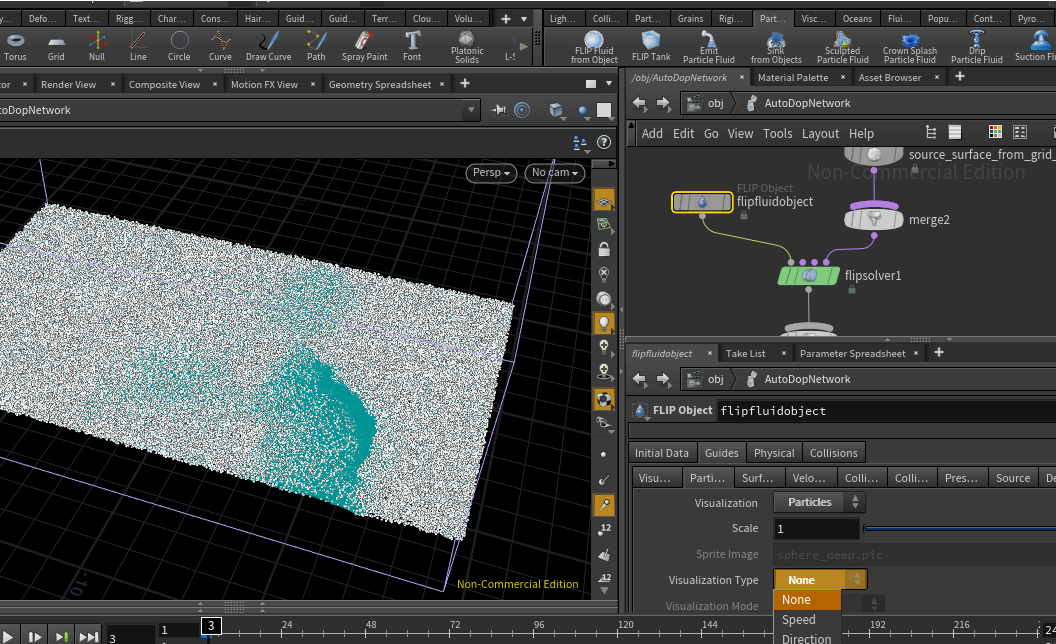 y... Defo... Text... Rigg... Char... Cons... Hair... Guid... Guid... Terr... Clou... Volu... Ligh... Colli... Part... Grains Rigi... Part... Visc... Oceans Flui... Popu... Cont... Pyro...
Torus Grid Null Line Circle Curve Draw Curve Path Spray Paint Font Platonic Solids L-S
FLIP Fluid from Object FLIP Tank Emit Particle Fluid Sink from Objects Sculpted Particle Fluid Crown Splash Particle Fluid Drip Particle Fluid Suction Flu
tor Render View Composite View Motion FX View Geometry Spreadsheet
toDopNetwork
Persp No cam
12
12
10
Non-Commercial Edition
/obj/AutoDopNetwork Material Palette Asset Browser
obj AutoDopNetwork
Add Edit Go View Tools Layout Help
source_surface_from_grid_
Non-Commercial Edition
FLIP Object
flipfluidobject
merge2
flipsolver1
flipfluidobject Take List Parameter Spreadsheet
obj AutoDopNetwork
FLIP Object flipfluidobject
Initial Data Guides Physical Collisions
Visu... Parti... Surf... Velo... Colli... Colli... Pres... Source De
Visualization Particles
Scale 1
Sprite Image sphere_deep.pic
Visualization Type None
None
Visualization Mode
Speed
Direction
3 1 3 24 48 72 96 120 144 192 216 24